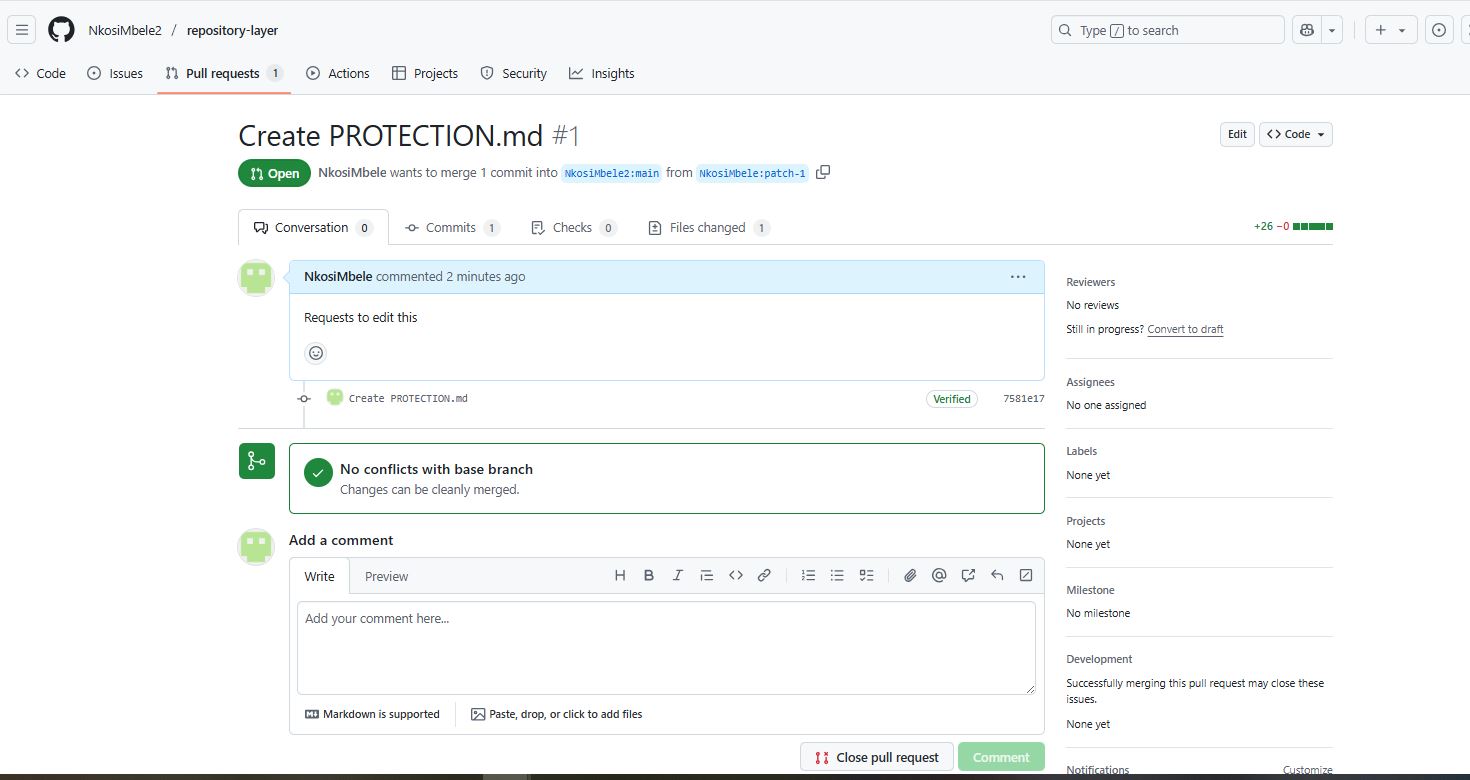 NkosiMbele2 / repository-layer
Type / to search
Code Issues Pull requests 1 Actions Projects Security Insights
Create PROTECTION.md #1
Edit
Code
Open
NkosiMbele wants to merge 1 commit into NkosiMbele2:main from NkosiMbele:patch-1
Conversation 0
Commits 1
Checks 0
Files changed 1
+26 −0
NkosiMbele commented 2 minutes ago
Requests to edit this
Create PROTECTION.md
Verified
7581e17
No conflicts with base branch
Changes can be cleanly merged.
Add a comment
Write
Preview
Add your comment here...
Markdown is supported
Paste, drop, or click to add files
Close pull request
Comment
Reviewers
No reviews
Still in progress? Convert to draft
Assignees
No one assigned
Labels
None yet
Projects
None yet
Milestone
No milestone
Development
Successfully merging this pull request may close these
issues.
None yet
Notifications
Customize